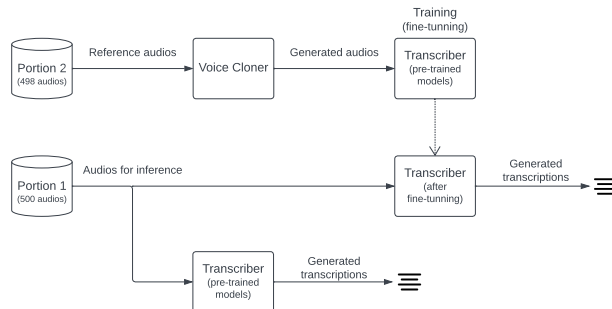 Training
(fine-tunning)
Reference audios
Generated audios
Portion 2
(498 audios)
Voice Cloner
Transcriber
(pre-trained
models)
Audios for inference
Generated
transcriptions
Portion 1
(500 audios)
Transcriber
(after
fine-tunning)
Generated
transcriptions
Transcriber
(pre-trained
models)